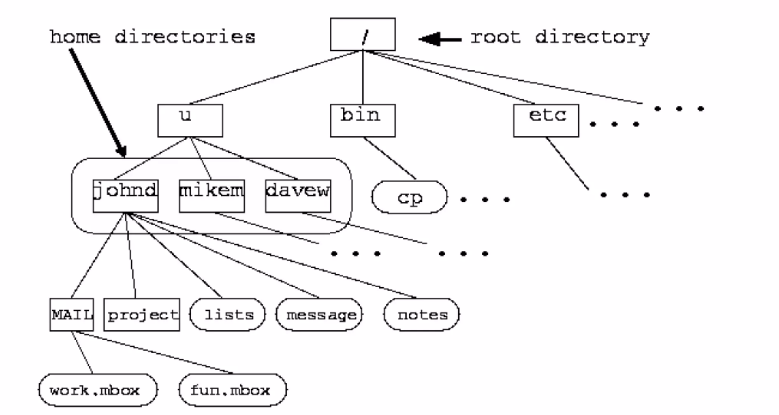 home directories
/
root directory
u
bin
etc
...
...
johnd
mikem
davew
cp
...
...
...
...
MAIL
project
lists
message
notes
work.mbox
fun.mbox